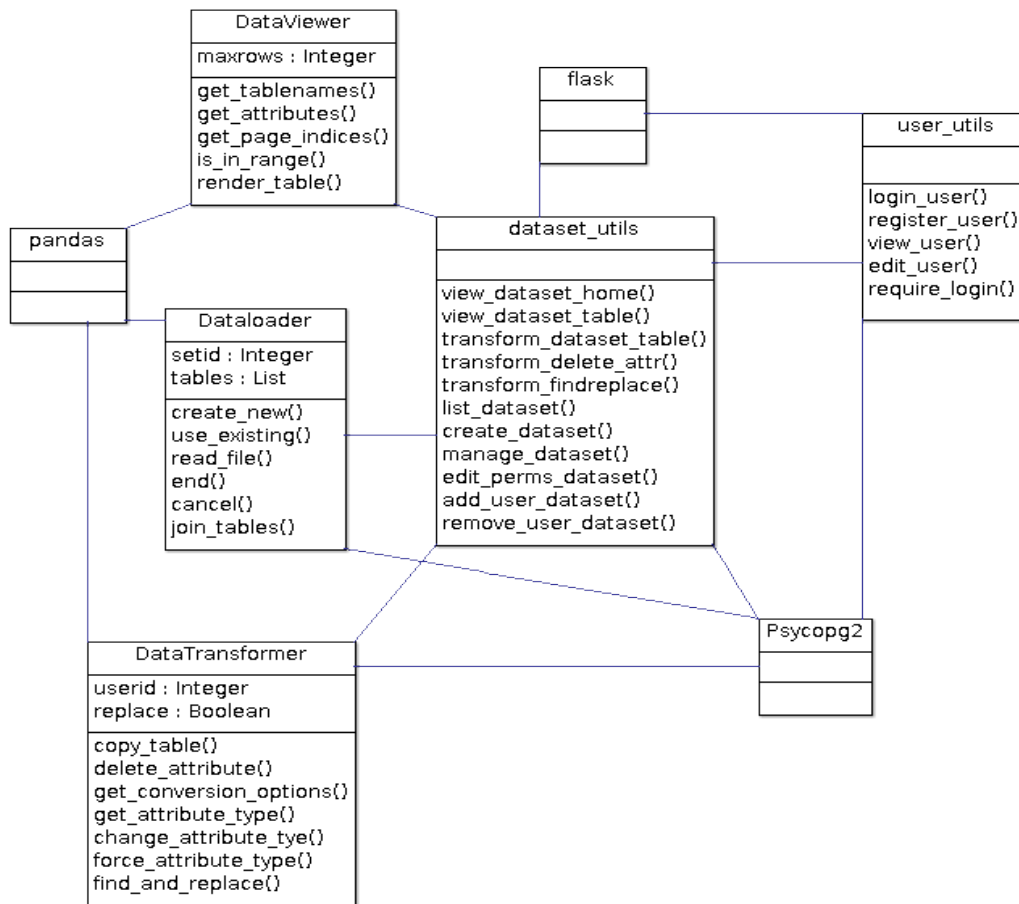 DataViewer
maxrows : Integer
get_tablenames()
get_attributes()
get_page_indices()
is_in_range()
render_table()
flask
user_utils
login_user()
register_user()
view_user()
edit_user()
require_login()
pandas
dataset_utils
view_dataset_home()
view_dataset_table()
transform_dataset_table()
transform_delete_attr()
transform_findreplace()
list_dataset()
create_dataset()
manage_dataset()
edit_perms_dataset()
add_user_dataset()
remove_user_dataset()
Dataloader
setid : Integer
tables : List
create_new()
use_existing()
read_file()
end()
cancel()
join_tables()
Psycopg2
DataTransformer
userid : Integer
replace : Boolean
copy_table()
delete_attribute()
get_conversion_options()
get_attribute_type()
change_attribute_tye()
force_attribute_type()
find_and_replace()